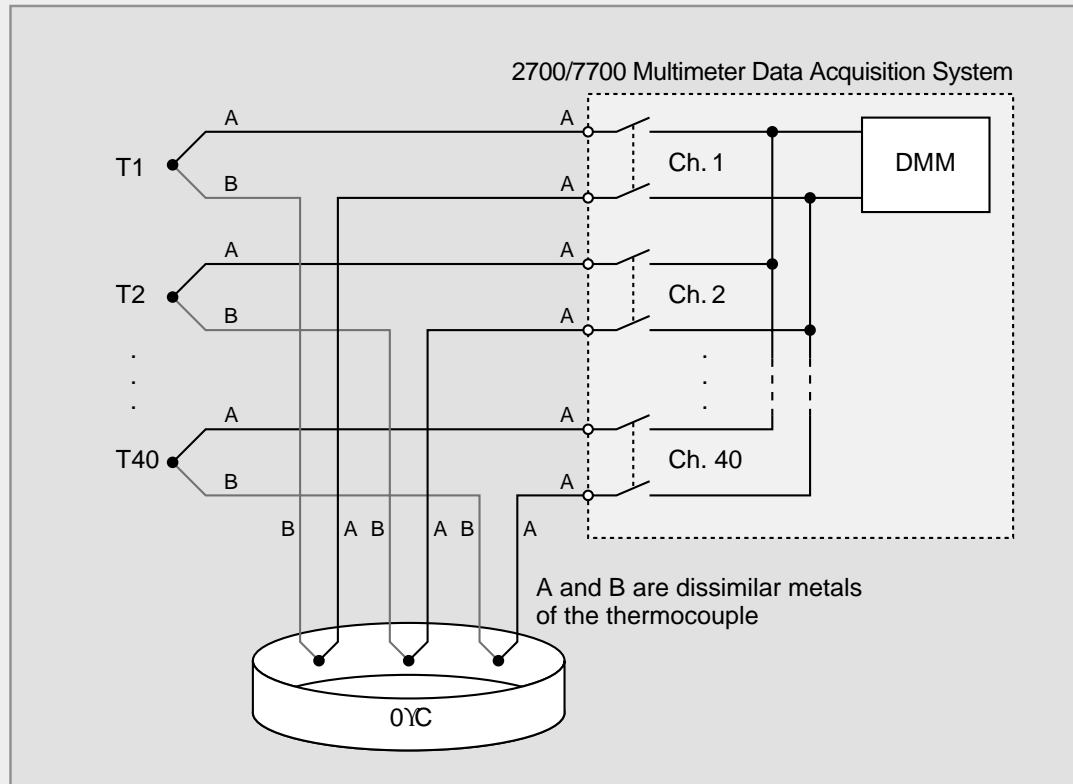 2700/7700 Multimeter Data Acquisition System
A
A
T1
Ch. 1
DMM
B
A
A
A
T2
Ch. 2
B
A
.
.
.
.
.
.
A
A
T40
Ch. 40
B
A
B
A
B
A
B
A
A and B are dissimilar metals
of the thermocouple
0ϒC